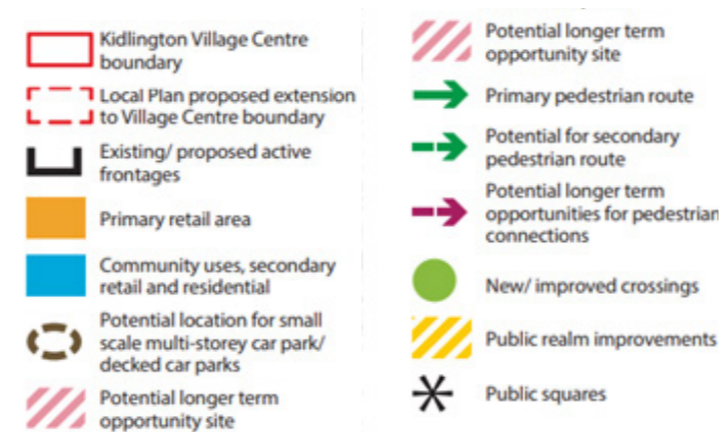 Kidlington Village Centre
boundary
Local Plan proposed extension
to Village Centre boundary
Existing/ proposed active
frontages
Primary retail area
Community uses, secondary
retail and residential
Potential location for small
scale multi-storey car park/
decked car parks
Potential longer term
opportunity site
Potential longer term
opportunity site
Primary pedestrian route
Potential for secondary
pedestrian route
Potential longer term
opportunities for pedestrian
connections
New/ improved crossings
Public realm improvements
Public squares